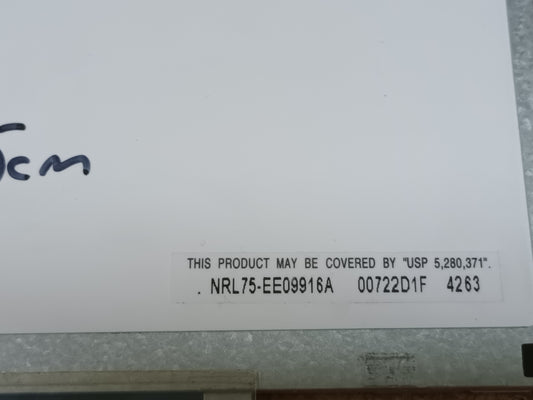 cm
THIS PRODUCT MAY BE COVERED BY "USP 5,280,371".
. NRL75-EE09916A 00722D1F 4263